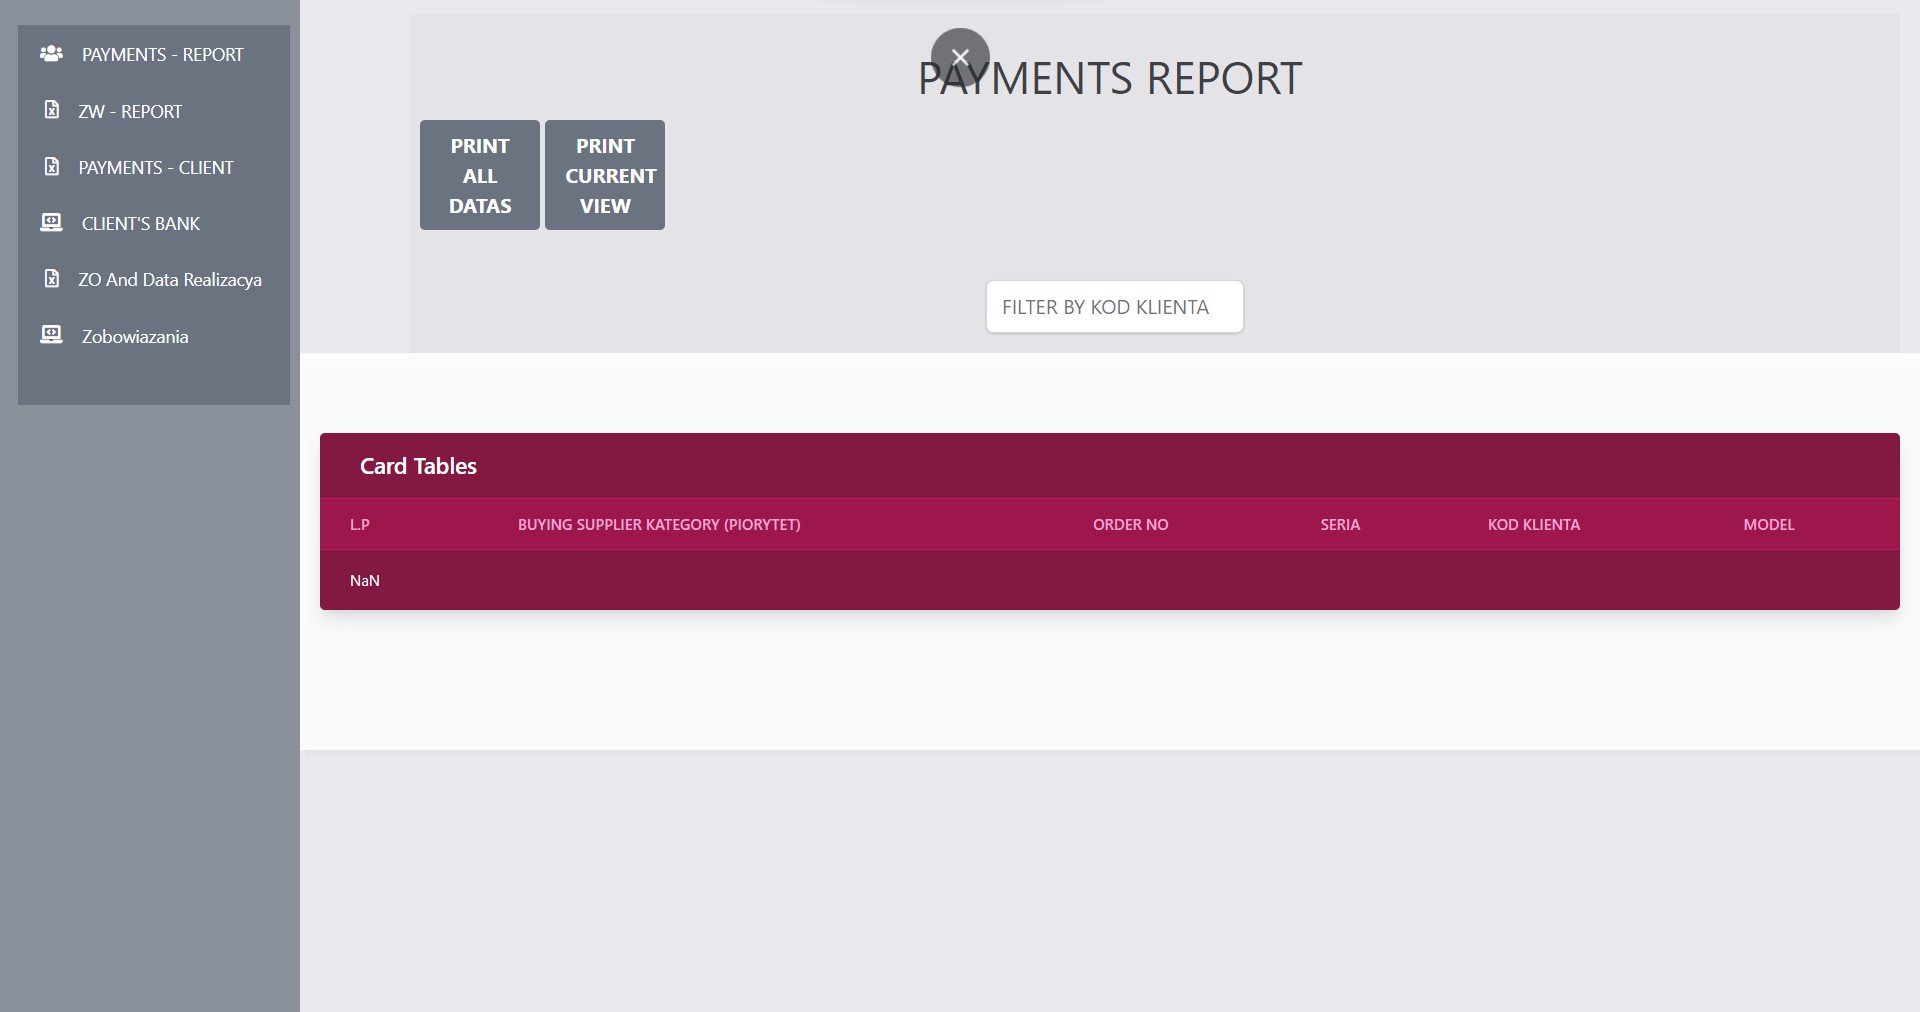 PAYMENTS - REPORT
ZW - REPORT
PAYMENTS - CLIENT
CLIENT'S BANK
ZO And Data Realizacya
Zobowiazania
PAYMENTS REPORT
PRINT
ALL
DATAS
PRINT
CURRENT
VIEW
FILTER BY KOD KLIENTA
Card Tables
L.P BUYING SUPPLIER KATEGORY (PIORYTET) ORDER NO SERIA KOD KLIENTA MODEL
NaN